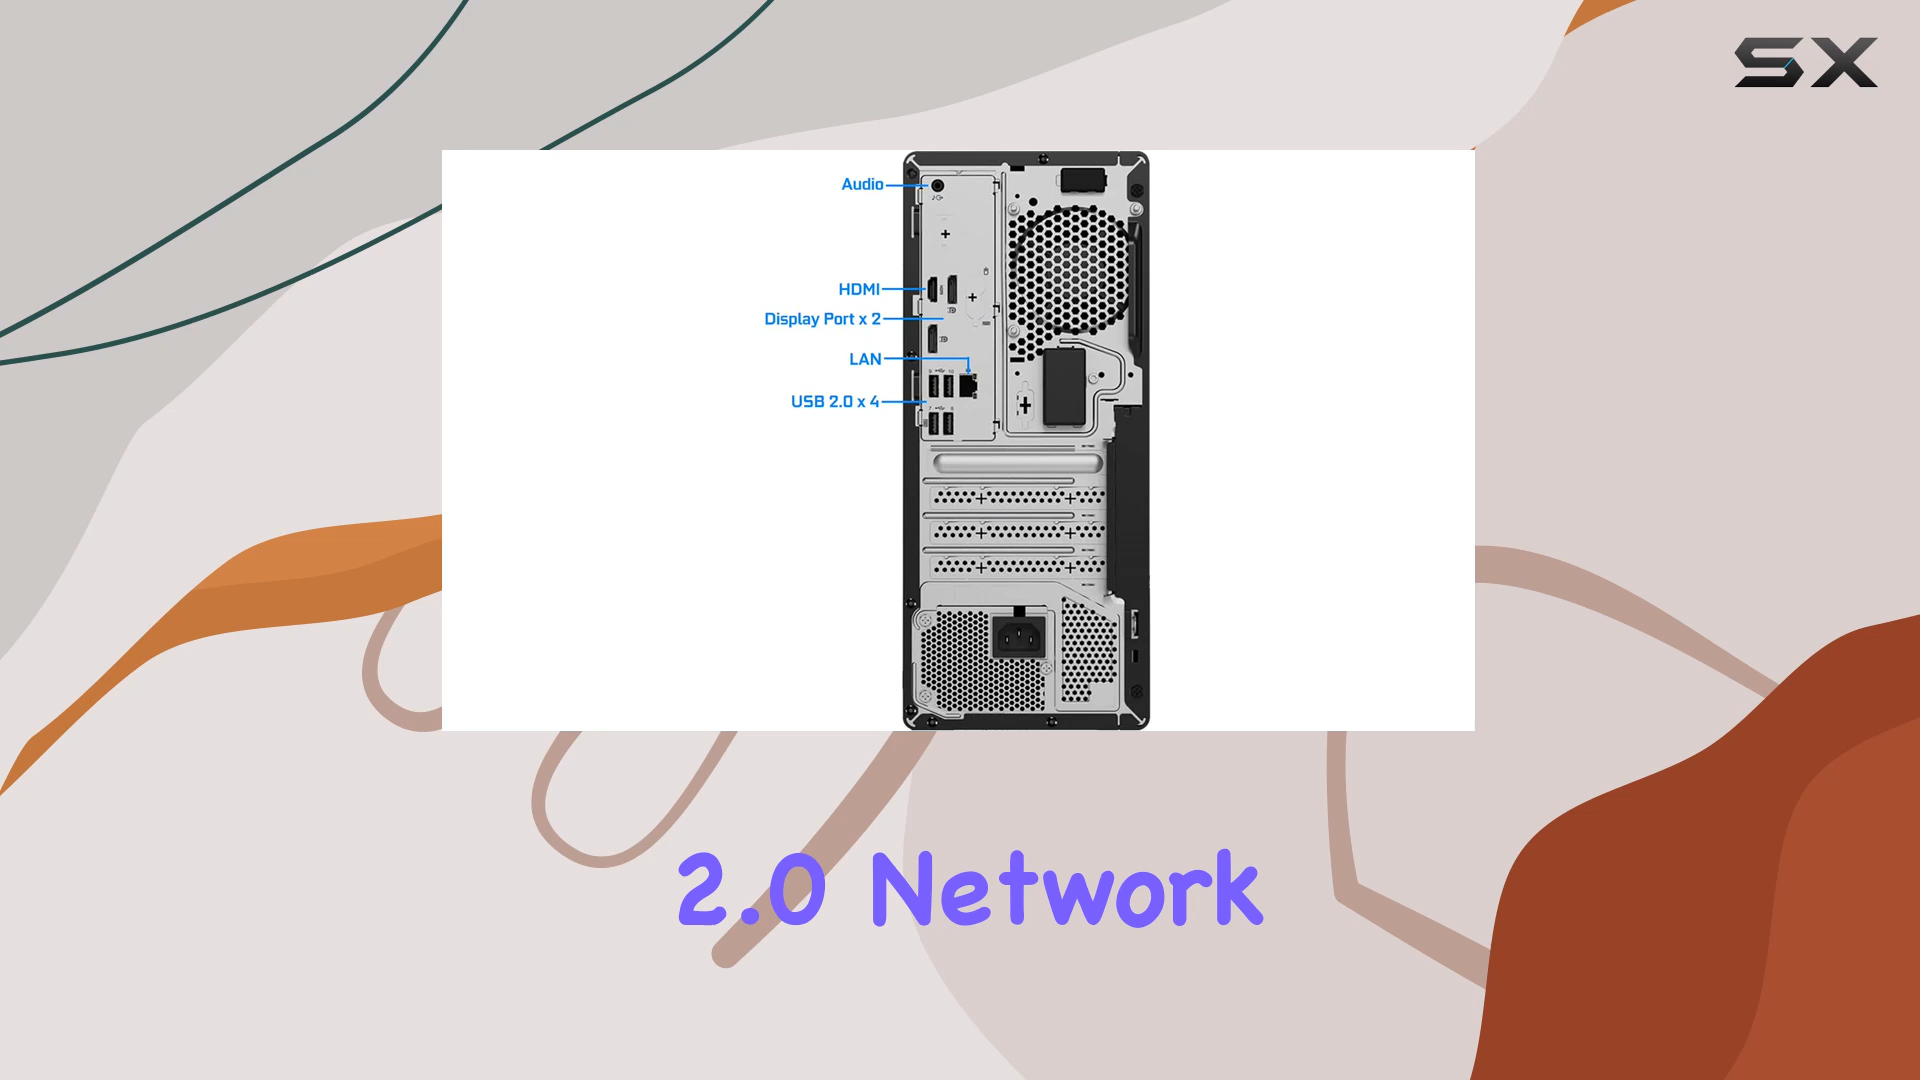 SX
Audio
HDMI
Display Port x 2
LAN
USB 2.0 x 4
2.0 Network